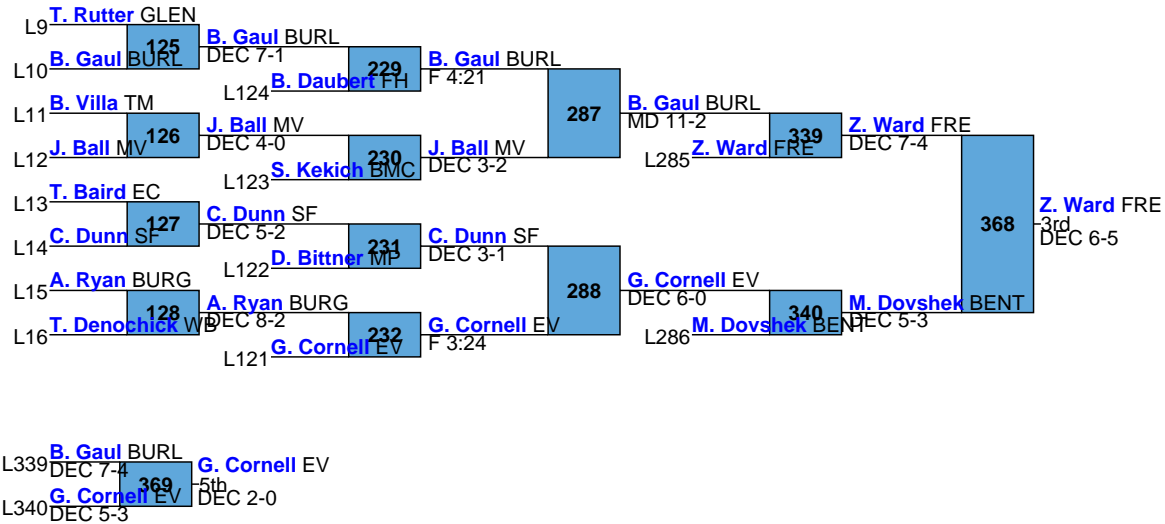 L9 T. Rutter GLEN
125
L10 B. Gaul BURL
B. Gaul BURL
DEC 7-1
229
L124 B. Daubert FH
B. Gaul BURL
F 4:21
L11 B. Villa TM
126
L12 J. Ball MV
J. Ball MV
DEC 4-0
230
L123 S. Kekich BMC
J. Ball MV
DEC 3-2
287
B. Gaul BURL
MD 11-2
339
L285 Z. Ward FRE
Z. Ward FRE
DEC 7-4
L13 T. Baird EC
127
L14 C. Dunn SF
C. Dunn SF
DEC 5-2
231
L122 D. Bittner MP
C. Dunn SF
DEC 3-1
L15 A. Ryan BURG
128
L16 T. Denochick WB
A. Ryan BURG
DEC 8-2
232
L121 G. Cornell EV
G. Cornell EV
F 3:24
288
G. Cornell EV
DEC 6-0
340
L286 M. Dovshek BENT
M. Dovshek BENT
DEC 5-3
368
Z. Ward FRE
3rd
DEC 6-5
L339 B. Gaul BURL
DEC 7-4
369
L340 G. Cornell EV
DEC 5-3
G. Cornell EV
5th
DEC 2-0